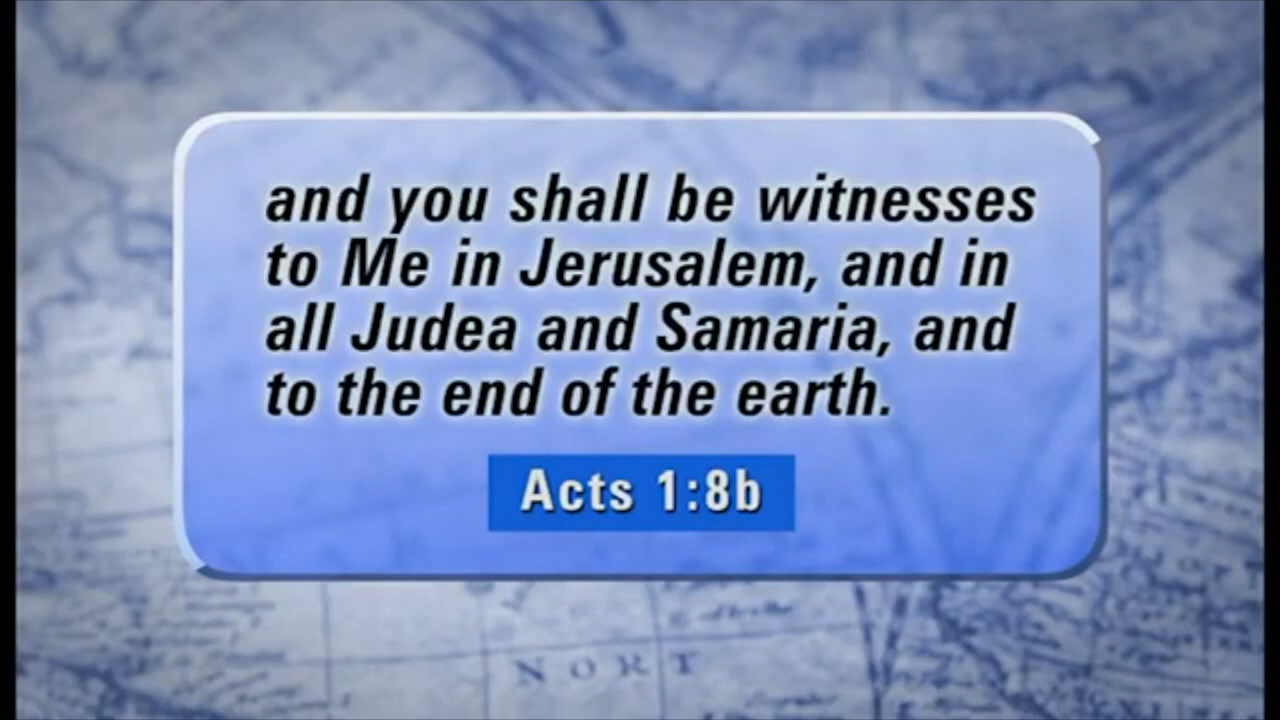 and you shall be witnesses
to Me in Jerusalem, and in
all Judea and Samaria, and
to the end of the earth.
Acts 1:8b
NORT